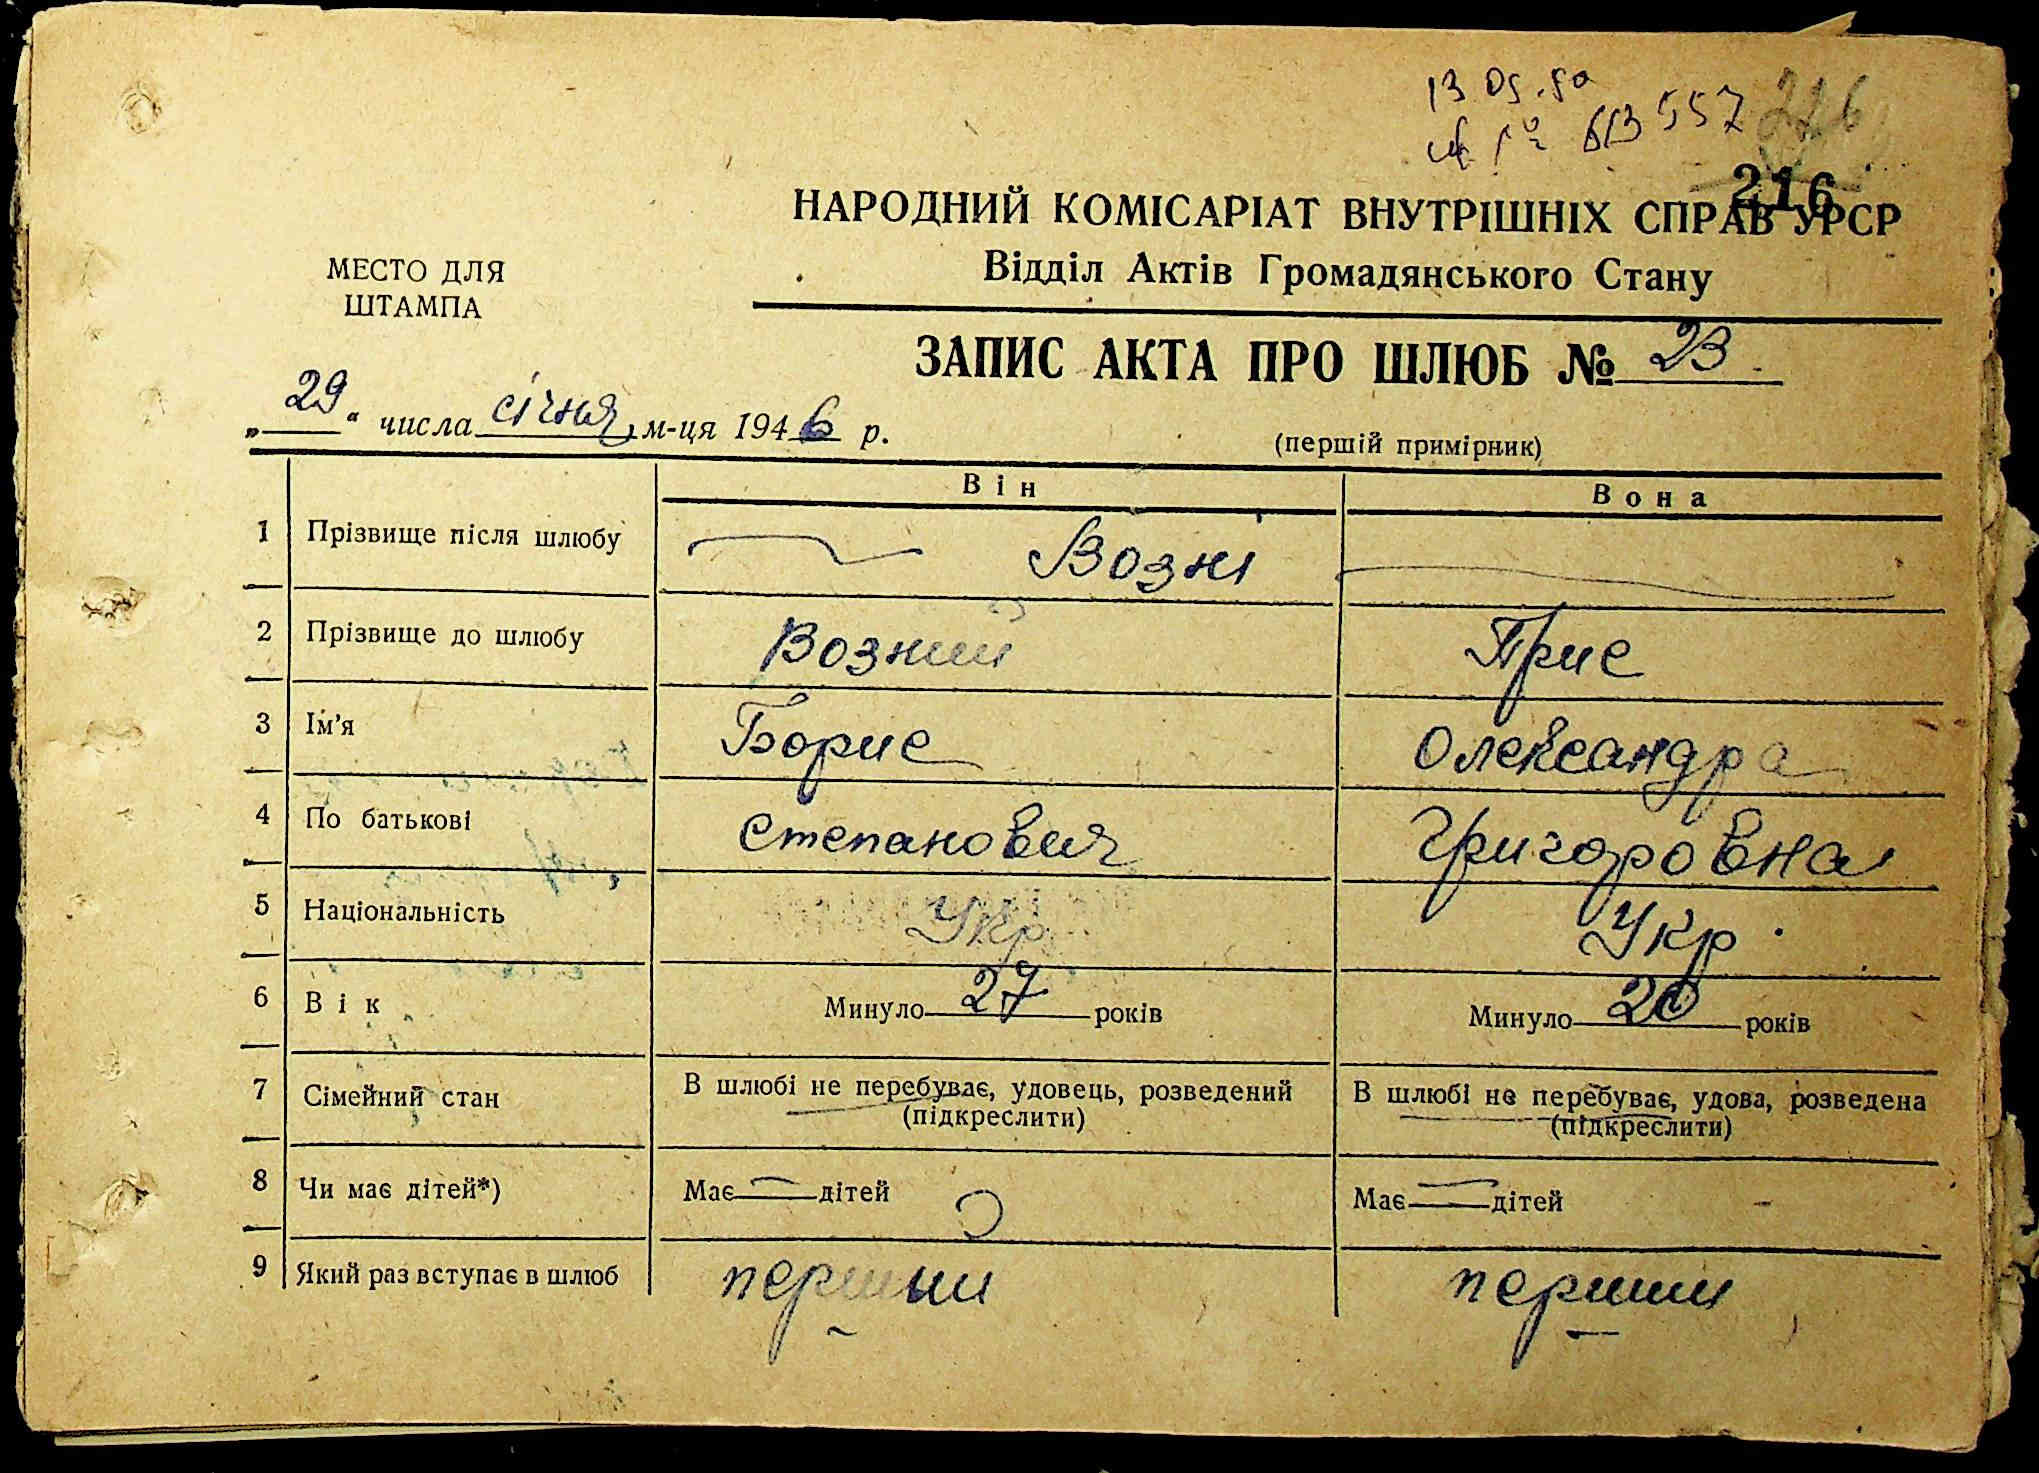 13 05.80
613557 226
216
НАРОДНИЙ КОМІСАРІАТ ВНУТРІШНІХ СПРАВ УРСР
Відділ Актів Громадянського Стану
МЕСТО ДЛЯ
ШТАМПА
ЗАПИС АКТА ПРО ШЛЮБ № 23
„29“ числа січня м-ця 1946 р.
(першій примірник)
Він Вона
1 Прізвище після шлюбу Возні
2 Прізвище до шлюбу Возний Прис
3 Ім'я Борис Олександра
4 По батькові Степанович Григоровна
5 Національність Укр Укр
6 Вік Минуло 27 років Минуло 20 років
7 Сімейний стан В шлюбі не перебуває, удовець, розведений В шлюбі не перебуває, удова, розведена
(підкреслити) (підкреслити)
8 Чи має дітей*) Має — дітей Має — дітей
9 Який раз вступає в шлюб перший перший